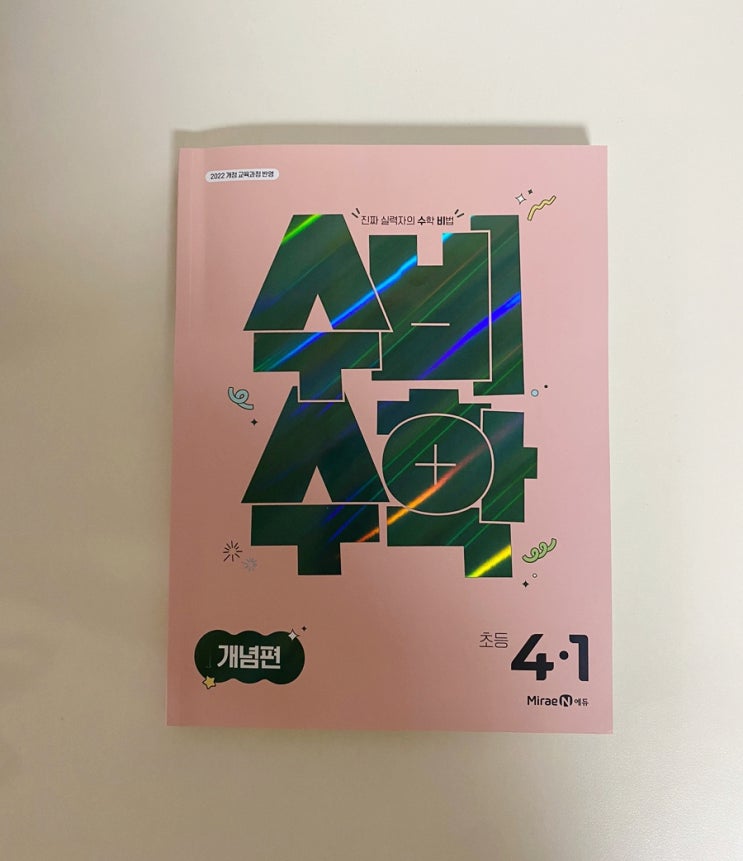 2022 개정 교육과정 반영
진짜 실력자의 수학 비법
수비
수학
개념편
초등 4·1
Mirae N 에듀